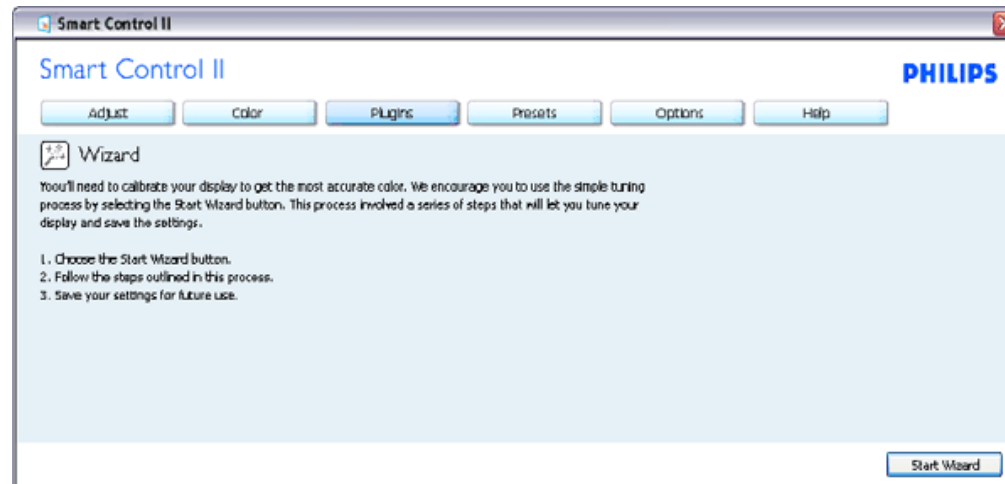 Smart Control II
Smart Control II
PHILIPS
Adjust Color Plugins Presets Options Help
Wizard
Yoou'll need to calibrate your display to get the most accurate color. We encourage you to use the simple tuning
process by selecting the Start Wizard button. This process involved a series of steps that will let you tune your
display and save the settings.
1. Choose the Start Wizard button.
2. Follow the steps outlined in this process.
3. Save your settings for future use.
Start Wizard